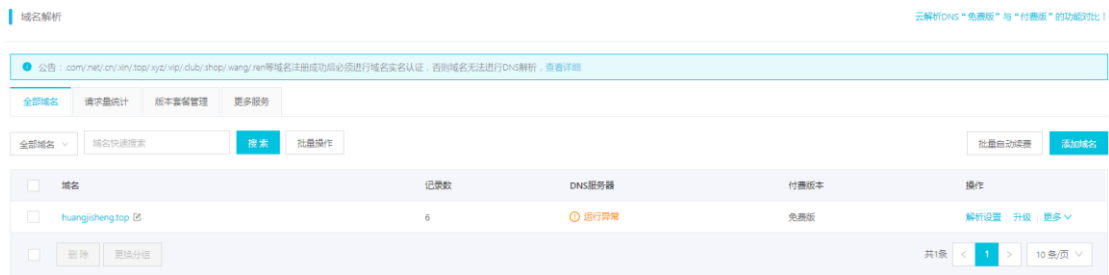 域名解析 云解析DNS“免费版”与“付费版”的功能对比！
公告：.com/.net/.cn/.xin/.top/.xyz/.vip/.club/.shop/.wang/.ren等域名注册成功后必须进行域名实名认证，否则域名无法进行DNS解析，查看详细
全部域名 请求量统计 版本套餐管理 更多服务
全部域名 域名快速搜索 搜索 批量操作 批量自动续费 添加域名
域名 记录数 DNS服务器 付费版本 操作
huangjisheng.top 6 运行异常 免费版 解析设置 升级 更多
删除 更换分组 共1条 < 1 > 10 条/页